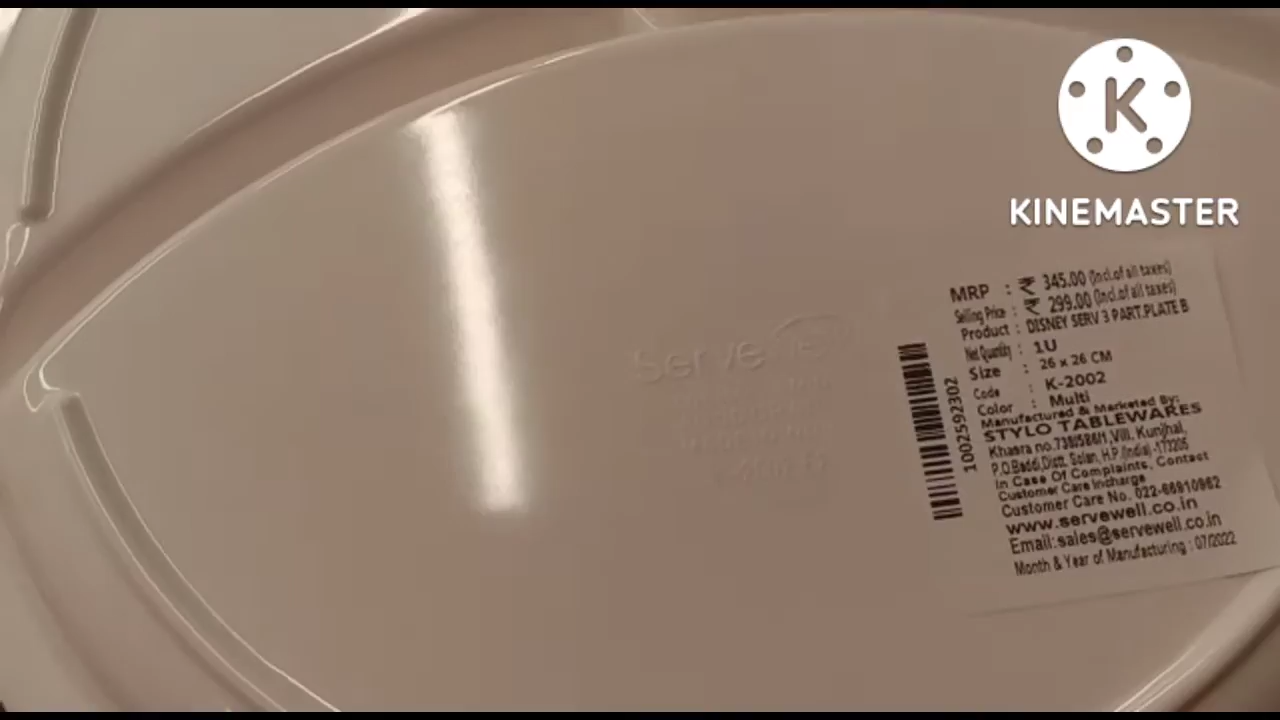 KINEMASTER
Servewell
MRP : ₹ 345.00 (Incl.of all taxes)
Selling Price : ₹ 299.00 (Incl.of all taxes)
Product : DISNEY SERV 3 PART.PLATE B
Net Quantity : 1U
Size : 26 x 26 CM
Code : K-2002
Color : Multi
Manufactured & Marketed By:
STYLO TABLEWARES
Khasra no.738/586/1,Vill. Kunjhal,
P.O.Baddi,Distt. Solan, H.P.(India) -173205
In Case Of Complaints, Contact
Customer Care Incharge
Customer Care No. 022-66910962
www.servewell.co.in
Email:sales@servewell.co.in
Month & Year of Manufacturing : 07/2022
1002592302